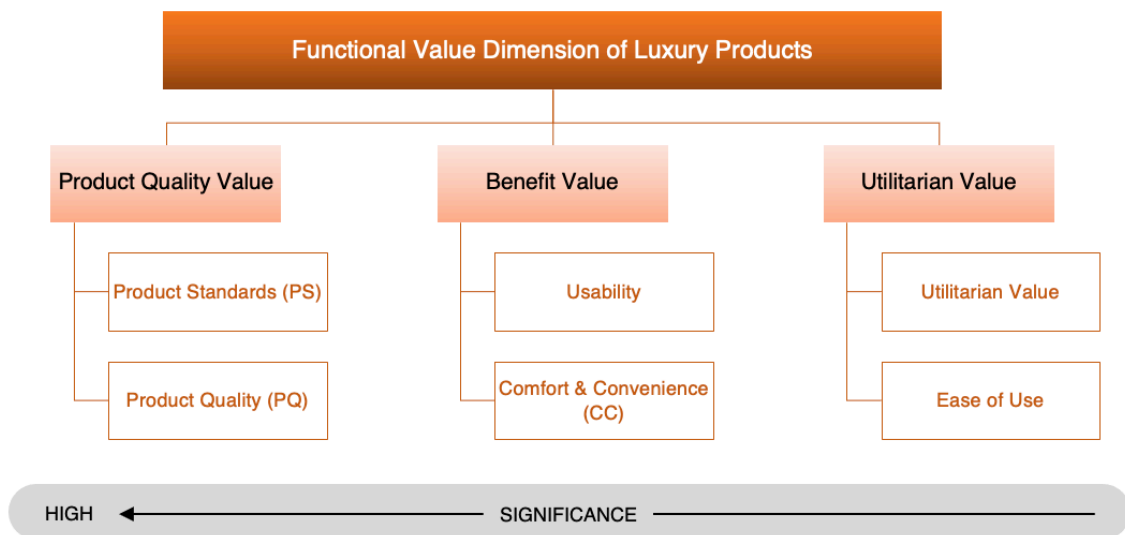 Functional Value Dimension of Luxury Products
Product Quality Value
Benefit Value
Utilitarian Value
Product Standards (PS)
Usability
Utilitarian Value
Product Quality (PQ)
Comfort & Convenience
(CC)
Ease of Use
HIGH
SIGNIFICANCE